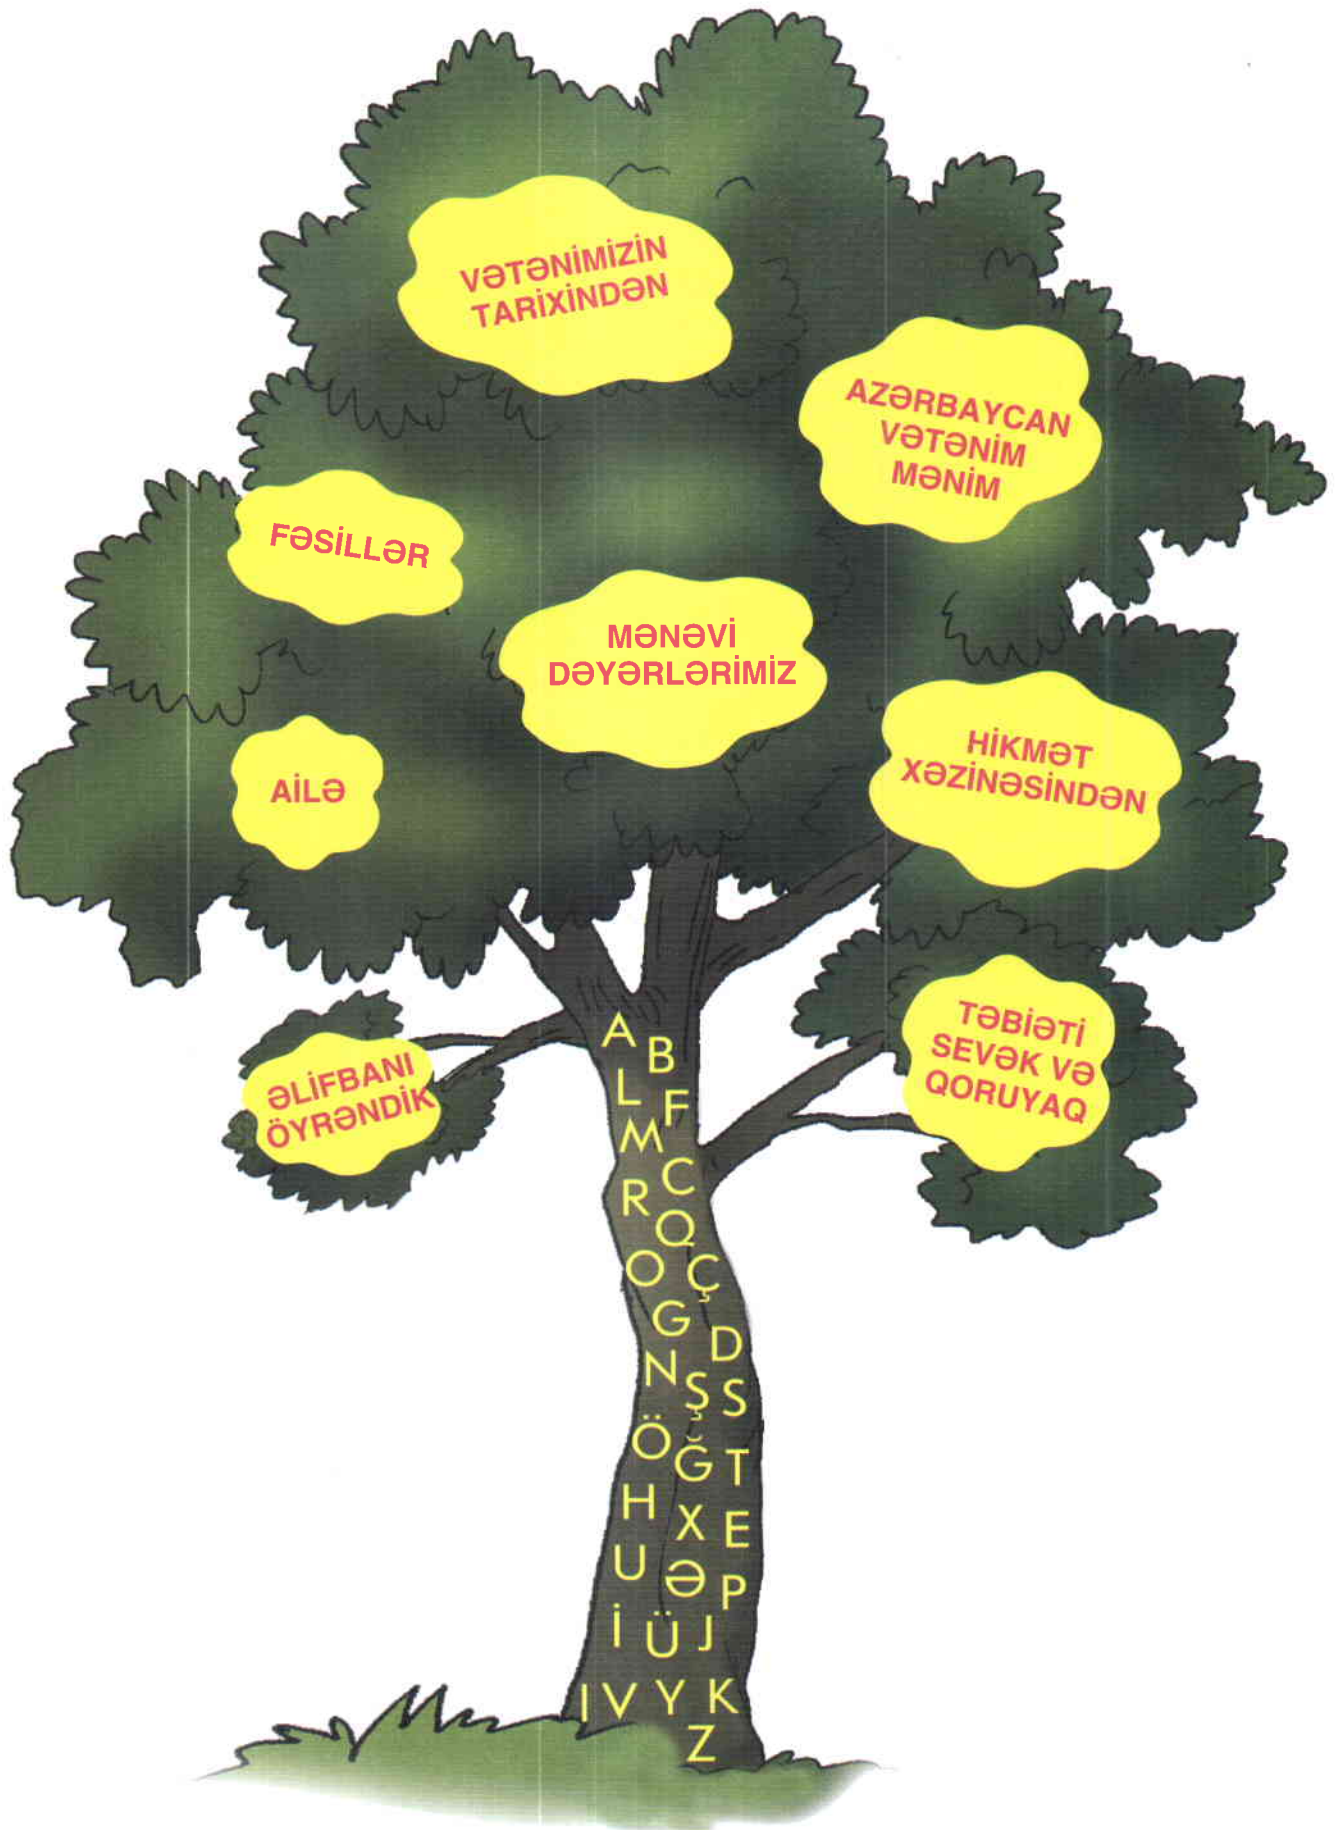 VƏTƏNİMİZİN
TARİXİNDƏN
AZƏRBAYCAN
VƏTƏNİM
MƏNİM
FƏSİLLƏR
MƏNƏVİ
DƏYƏRLƏRİMİZ
HİKMƏT
XƏZİNƏSİNDƏN
AİLƏ
TƏBİƏTİ
SEVƏK VƏ
QORUYAQ
ƏLİFBANI
ÖYRƏNDİK
A B
L F
M
C
R Q
O Ç
G D
N Ş S
Ö Ğ T
H X E
U Ə P
İ Ü J
I V Y K
Z